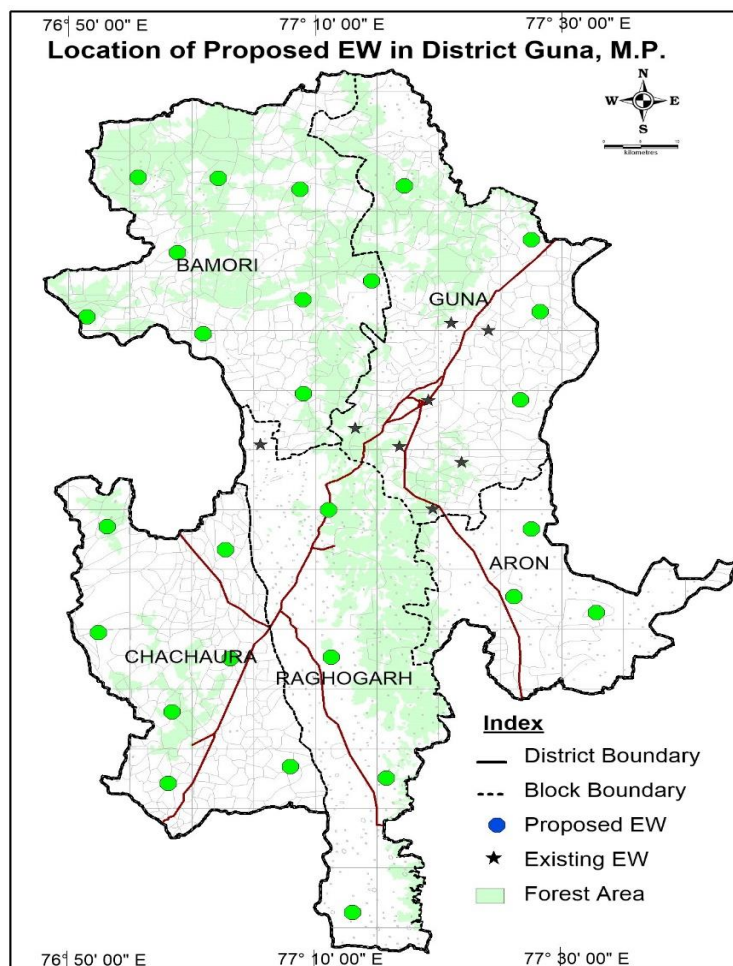 76° 50' 00" E 77° 10' 00" E 77° 30' 00" E
Location of Proposed EW in District Guna, M.P.
N
W E
S
kilometres
BAMORI
GUNA
ARON
CHACHAURA
RAGHOGARH
Index
District Boundary
Block Boundary
Proposed EW
Existing EW
Forest Area
76° 50' 00" E 77° 10' 00" E 77° 30' 00" E